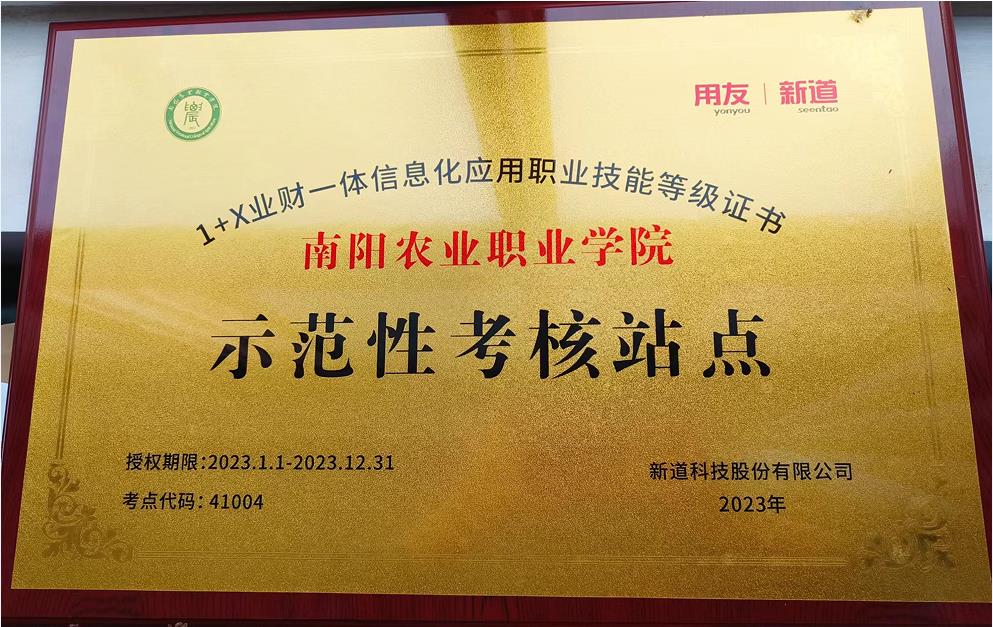 用友 | 新道
yonyou seentao
1+X业财一体信息化应用职业技能等级证书
南阳农业职业学院
示范性考核站点
授权期限:2023.1.1-2023.12.31
考点代码:41004
新道科技股份有限公司
2023年